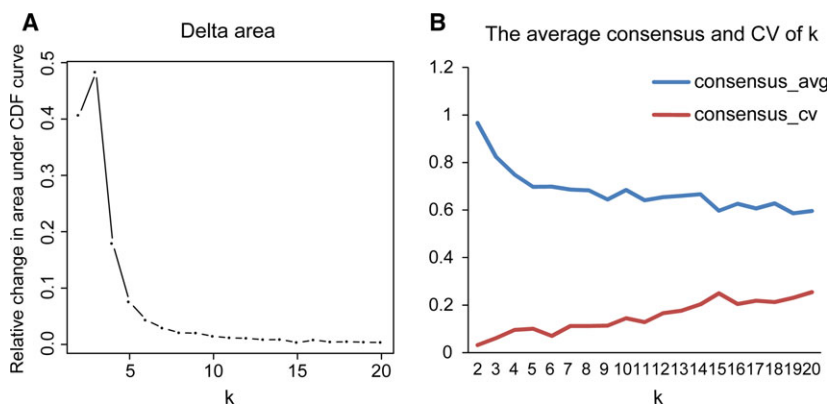 A
Delta area
Relative change in area under CDF curve
0.5
0.4
0.3
0.2
0.1
0.0
5 10 15 20
k
B
The average consensus and CV of k
consensus_avg
consensus_cv
1.2
1
0.8
0.6
0.4
0.2
0
2 3 4 5 6 7 8 9 10 11 12 13 14 15 16 17 18 19 20
k